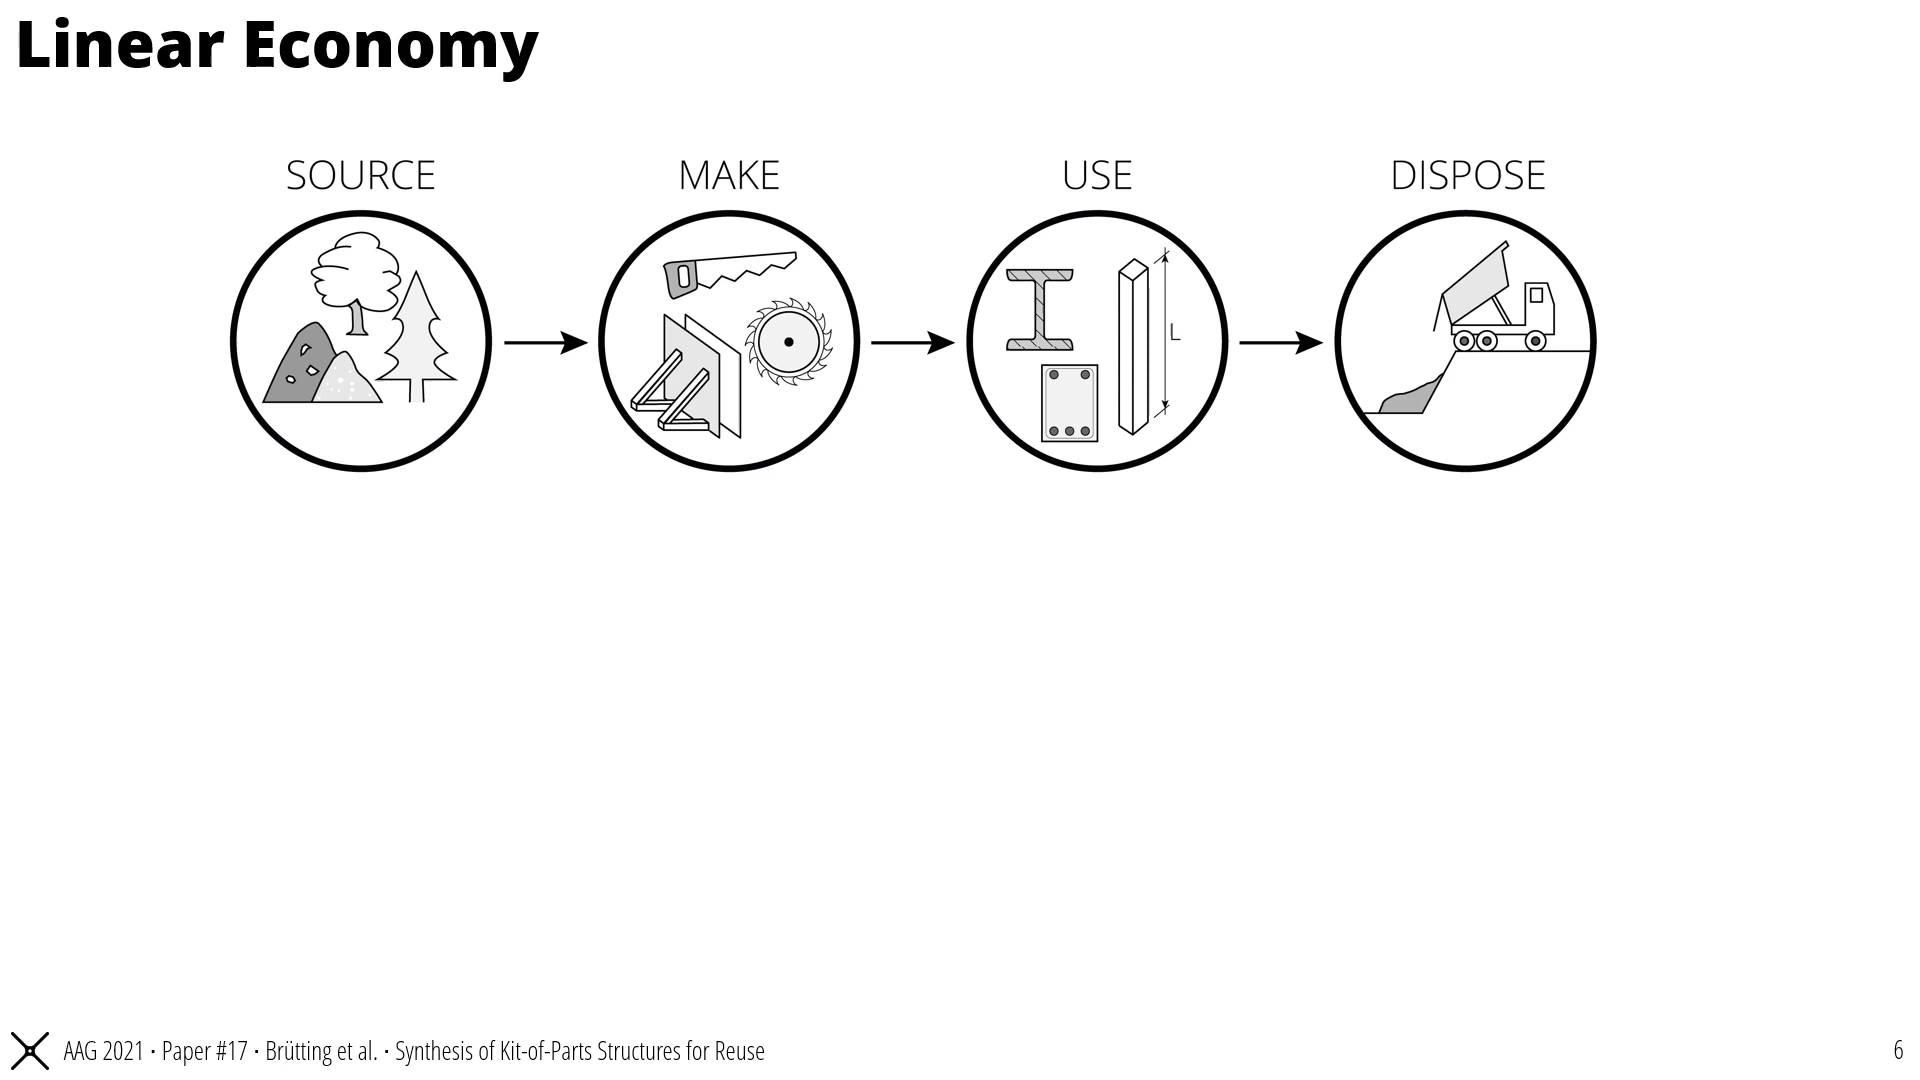 Linear Economy
SOURCE
MAKE
USE
DISPOSE
L
AAG 2021 · Paper #17 · Brütting et al. · Synthesis of Kit-of-Parts Structures for Reuse
6